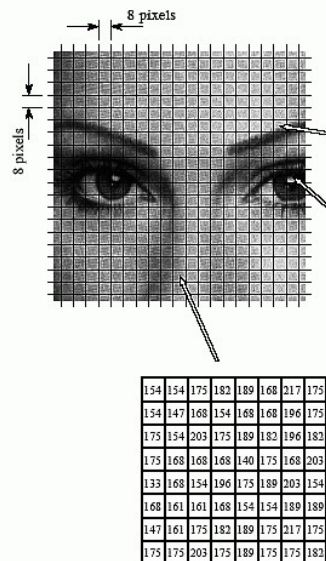 8 pixels
8 pixels
154 154 175 182 189 168 217 175
154 147 168 154 168 168 196 175
175 154 203 175 189 182 196 182
175 168 168 168 140 175 168 203
133 168 154 196 175 189 203 154
168 161 161 168 154 154 189 189
147 161 175 182 189 175 217 175
175 175 203 175 189 175 175 182